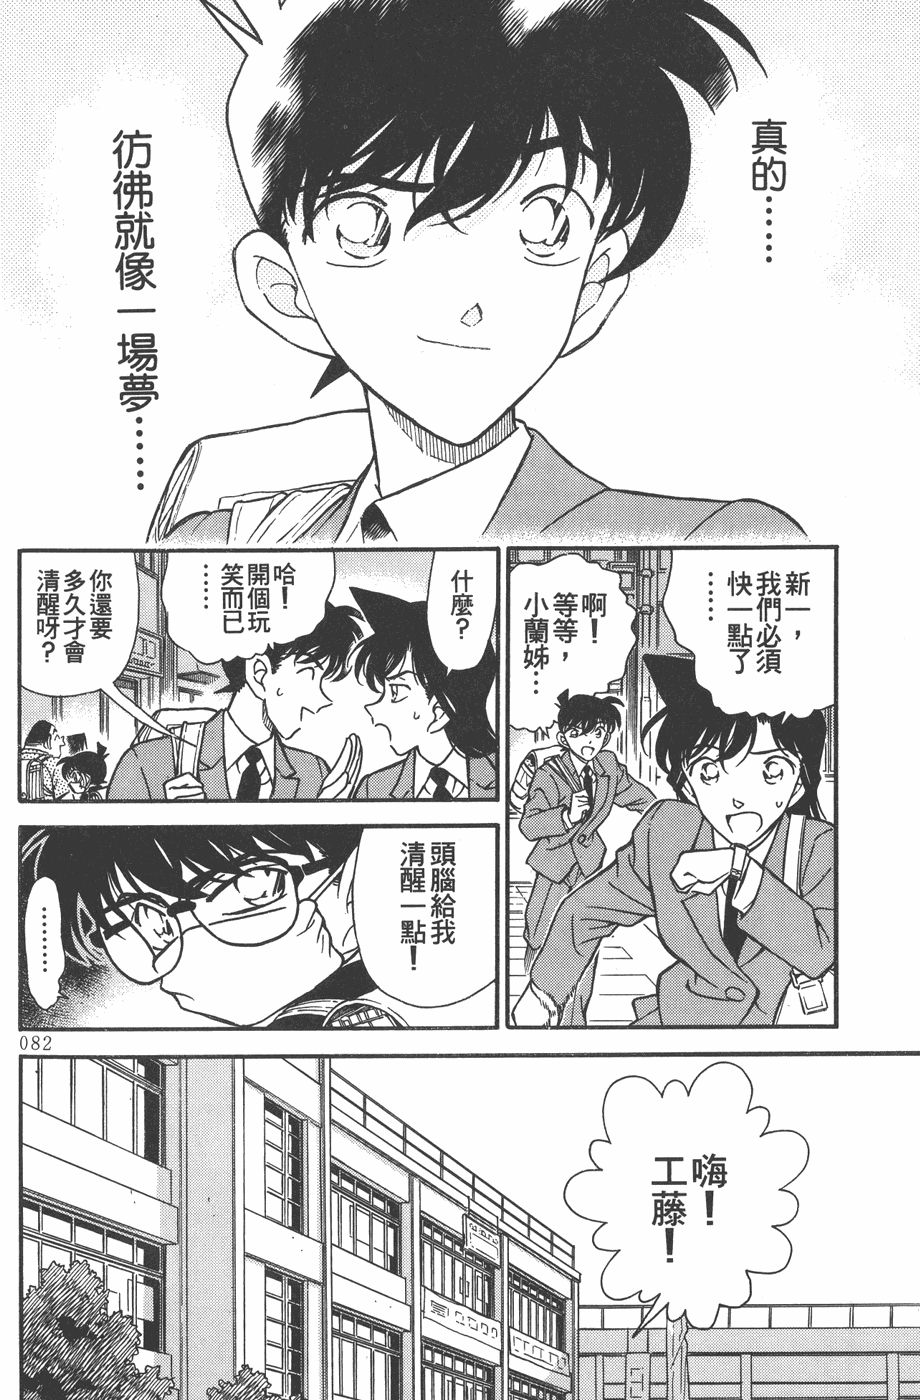 真的……
彷彿就像一場夢……
新一，
我們必須
快一點了
……
啊！
等等，
小蘭姊…
什麼？
哈！
開個玩
笑而已
……
你還要
多久才會
清醒呀？
頭腦給我
清醒一點！
……
082
嗨！
工藤！